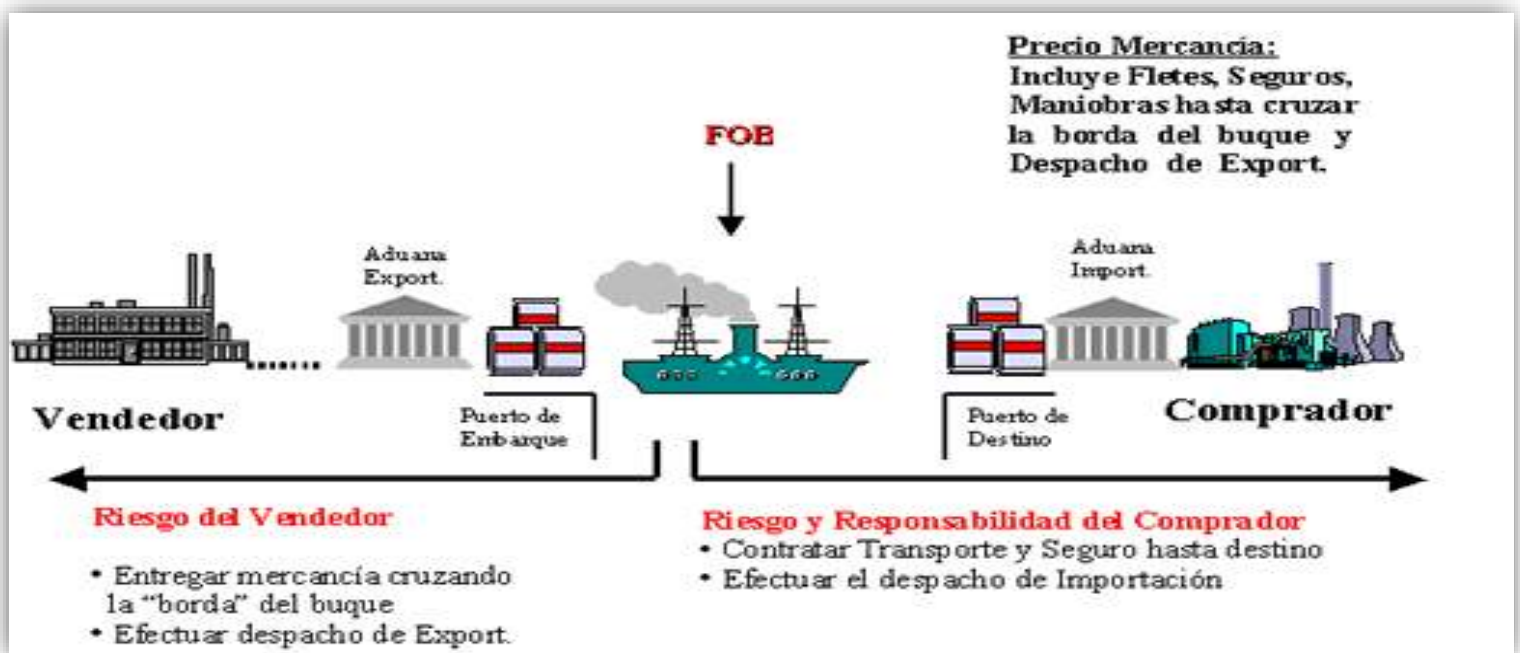 Precio Mercancía:
Incluye Fletes, Seguros,
Maniobras hasta cruzar
la borda del buque y
Despacho de Export.
FOB
Aduana
Export.
Aduana
Import.
Vendedor
Puerto de
Embarque
Puerto de
Destino
Comprador
Riesgo del Vendedor
• Entregar mercancía cruzando
la "borda" del buque
• Efectuar despacho de Export.
Riesgo y Responsabilidad del Comprador
• Contratar Transporte y Seguro hasta destino
• Efectuar el despacho de Importación